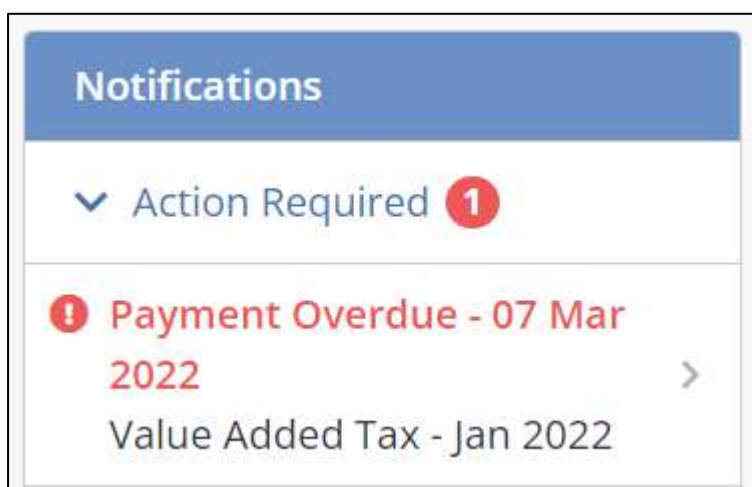 Notifications
Action Required 1
Payment Overdue - 07 Mar
2022
Value Added Tax - Jan 2022